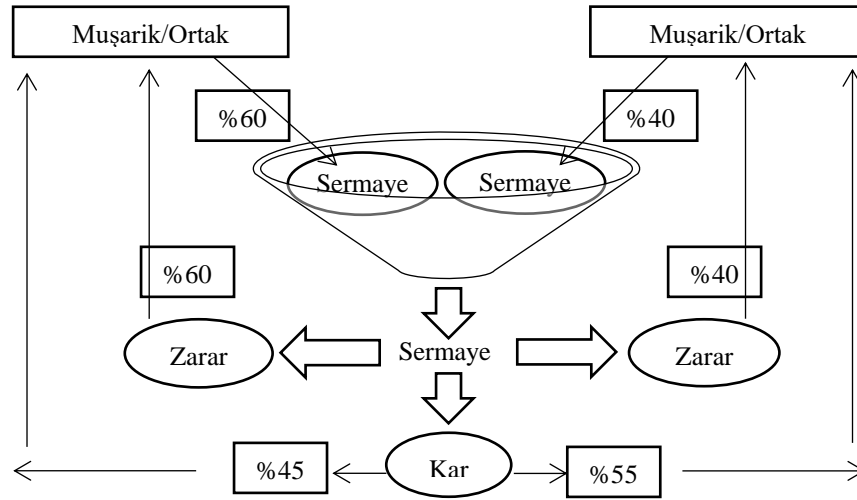 Muşarik/Ortak
Muşarik/Ortak
%60
%40
Sermaye
Sermaye
%60
%40
Zarar
Sermaye
Zarar
%45
Kar
%55